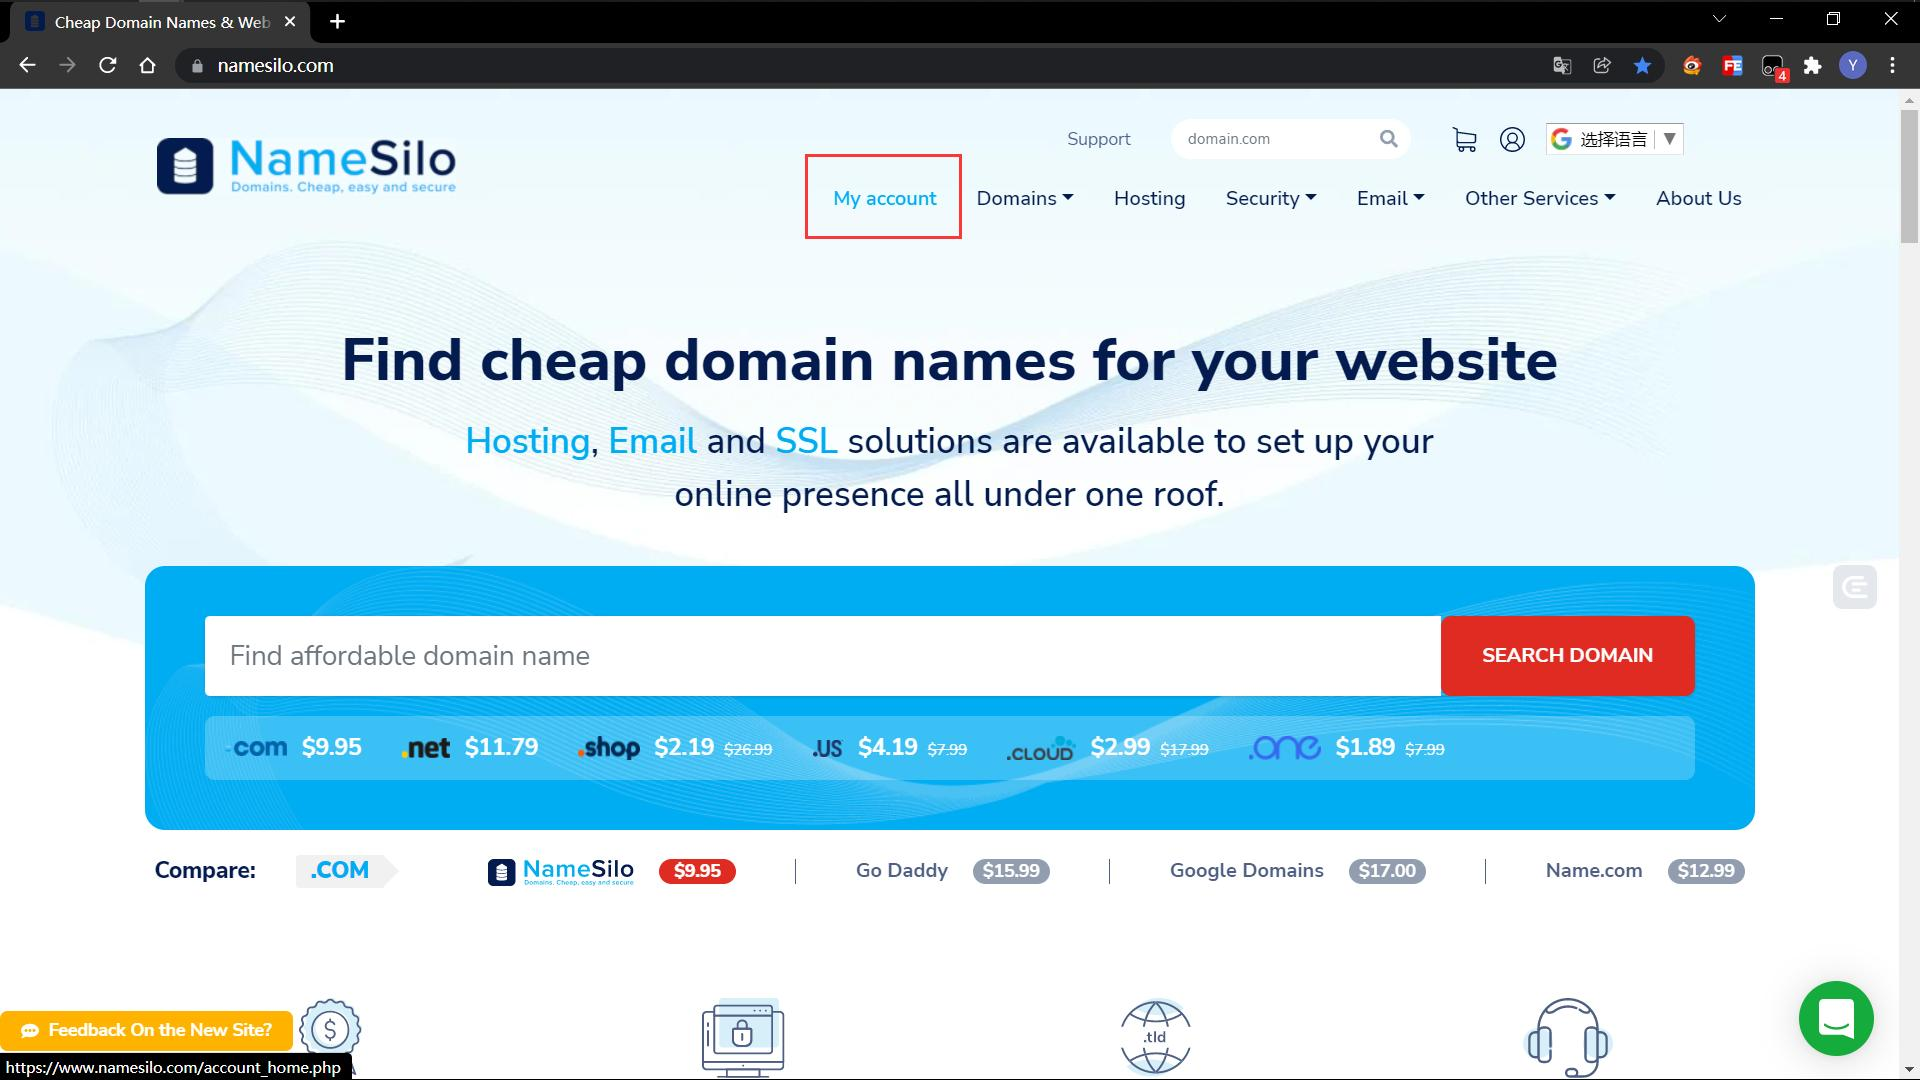 Cheap Domain Names & Web
namesilo.com
4
Y
NameSilo
Domains. Cheap, easy and secure
Support
domain.com
选择语言
My account
Domains
Hosting
Security
Email
Other Services
About Us
Find cheap domain names for your website
Hosting, Email and SSL solutions are available to set up your
online presence all under one roof.
Find affordable domain name
SEARCH DOMAIN
.com $9.95
.net $11.79
.shop $2.19 $26.99
.US $4.19 $7.99
.CLOUD $2.99 $17.99
.one $1.89 $7.99
Compare:
.COM
NameSilo
Domains. Cheap, easy and secure
$9.95
Go Daddy $15.99
Google Domains $17.00
Name.com $12.99
.tld
Feedback On the New Site?
https://www.namesilo.com/account_home.php